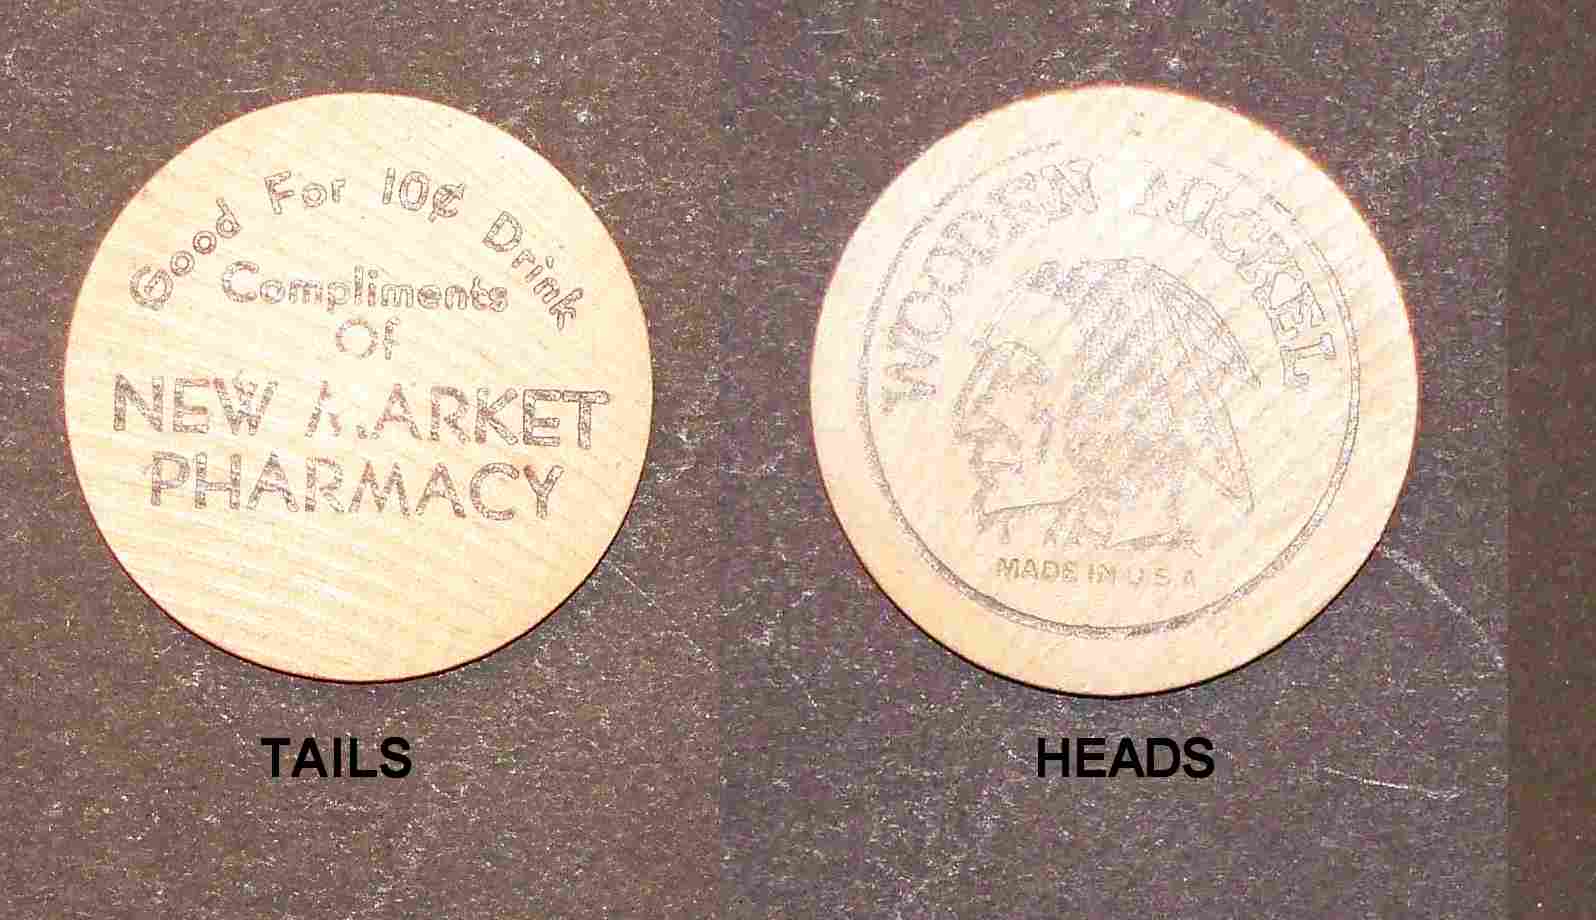 Good For 10¢ Drink
Compliments
Of
NEW MARKET
PHARMACY
TAILS
WOODEN NICKEL
MADE IN U.S.A
HEADS